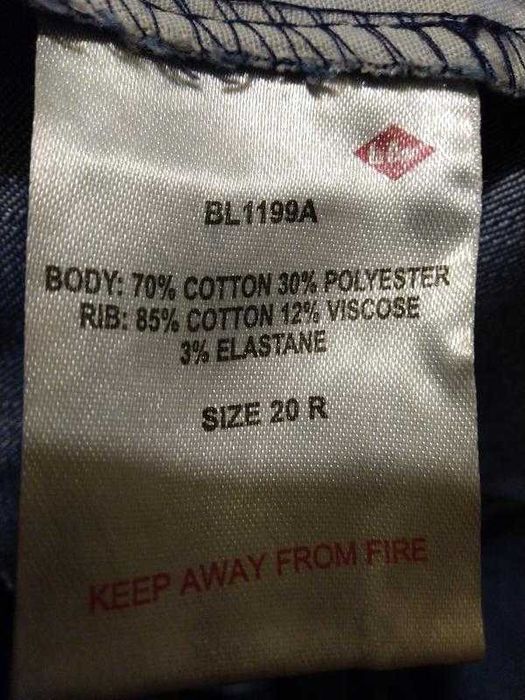 BL1199A
BODY: 70% COTTON 30% POLYESTER
RIB: 85% COTTON 12% VISCOSE
3% ELASTANE
SIZE 20 R
KEEP AWAY FROM FIRE